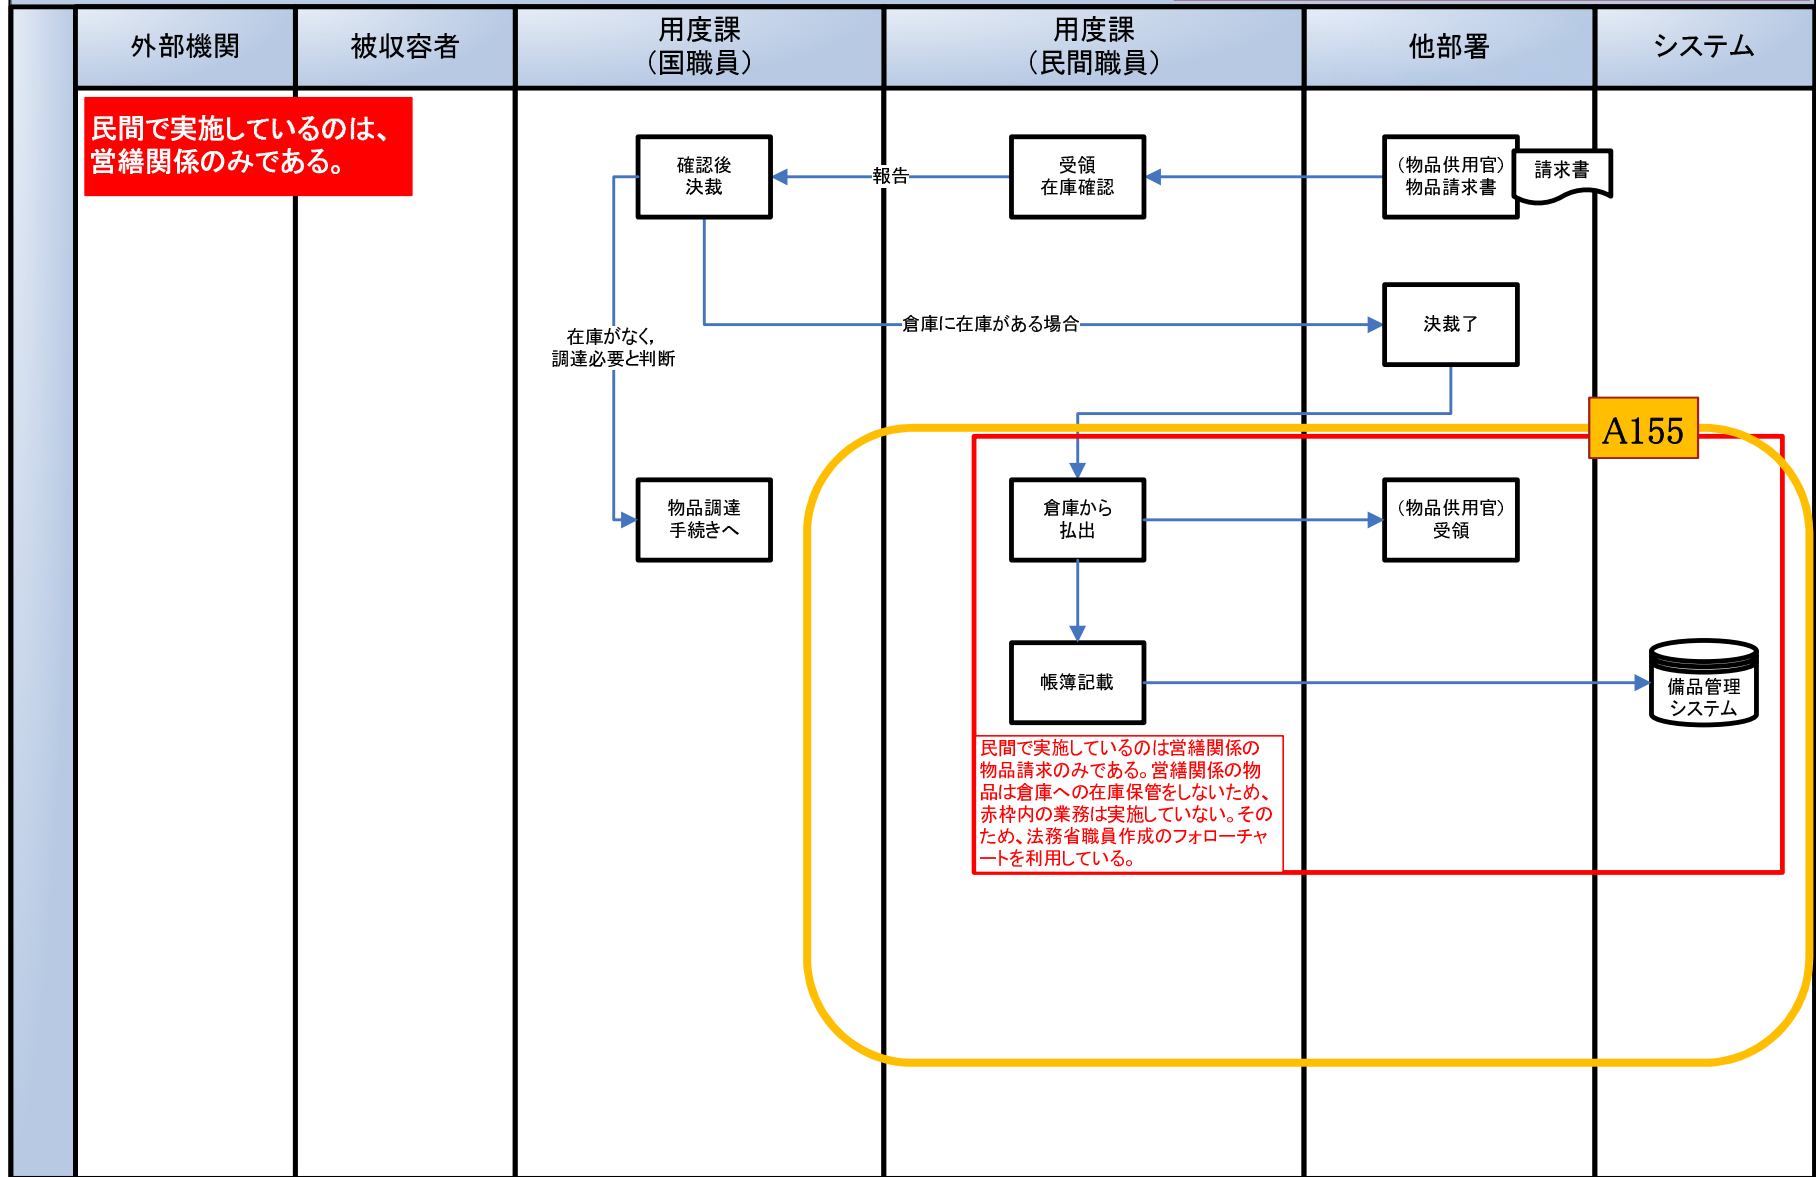 外部機関
被収容者
用度課
（国職員）
用度課
（民間職員）
他部署
システム
民間で実施しているのは、
営繕関係のみである。
確認後
決裁
報告
受領
在庫確認
（物品供用官）
物品請求書
請求書
在庫がなく，
調達必要と判断
倉庫に在庫がある場合
決裁了
A155
物品調達
手続きへ
倉庫から
払出
（物品供用官）
受領
帳簿記載
備品管理
システム
民間で実施しているのは営繕関係の
物品請求のみである。営繕関係の物
品は倉庫への在庫保管をしないため、
赤枠内の業務は実施していない。その
ため、法務省職員作成のフォローチャ
ートを利用している。